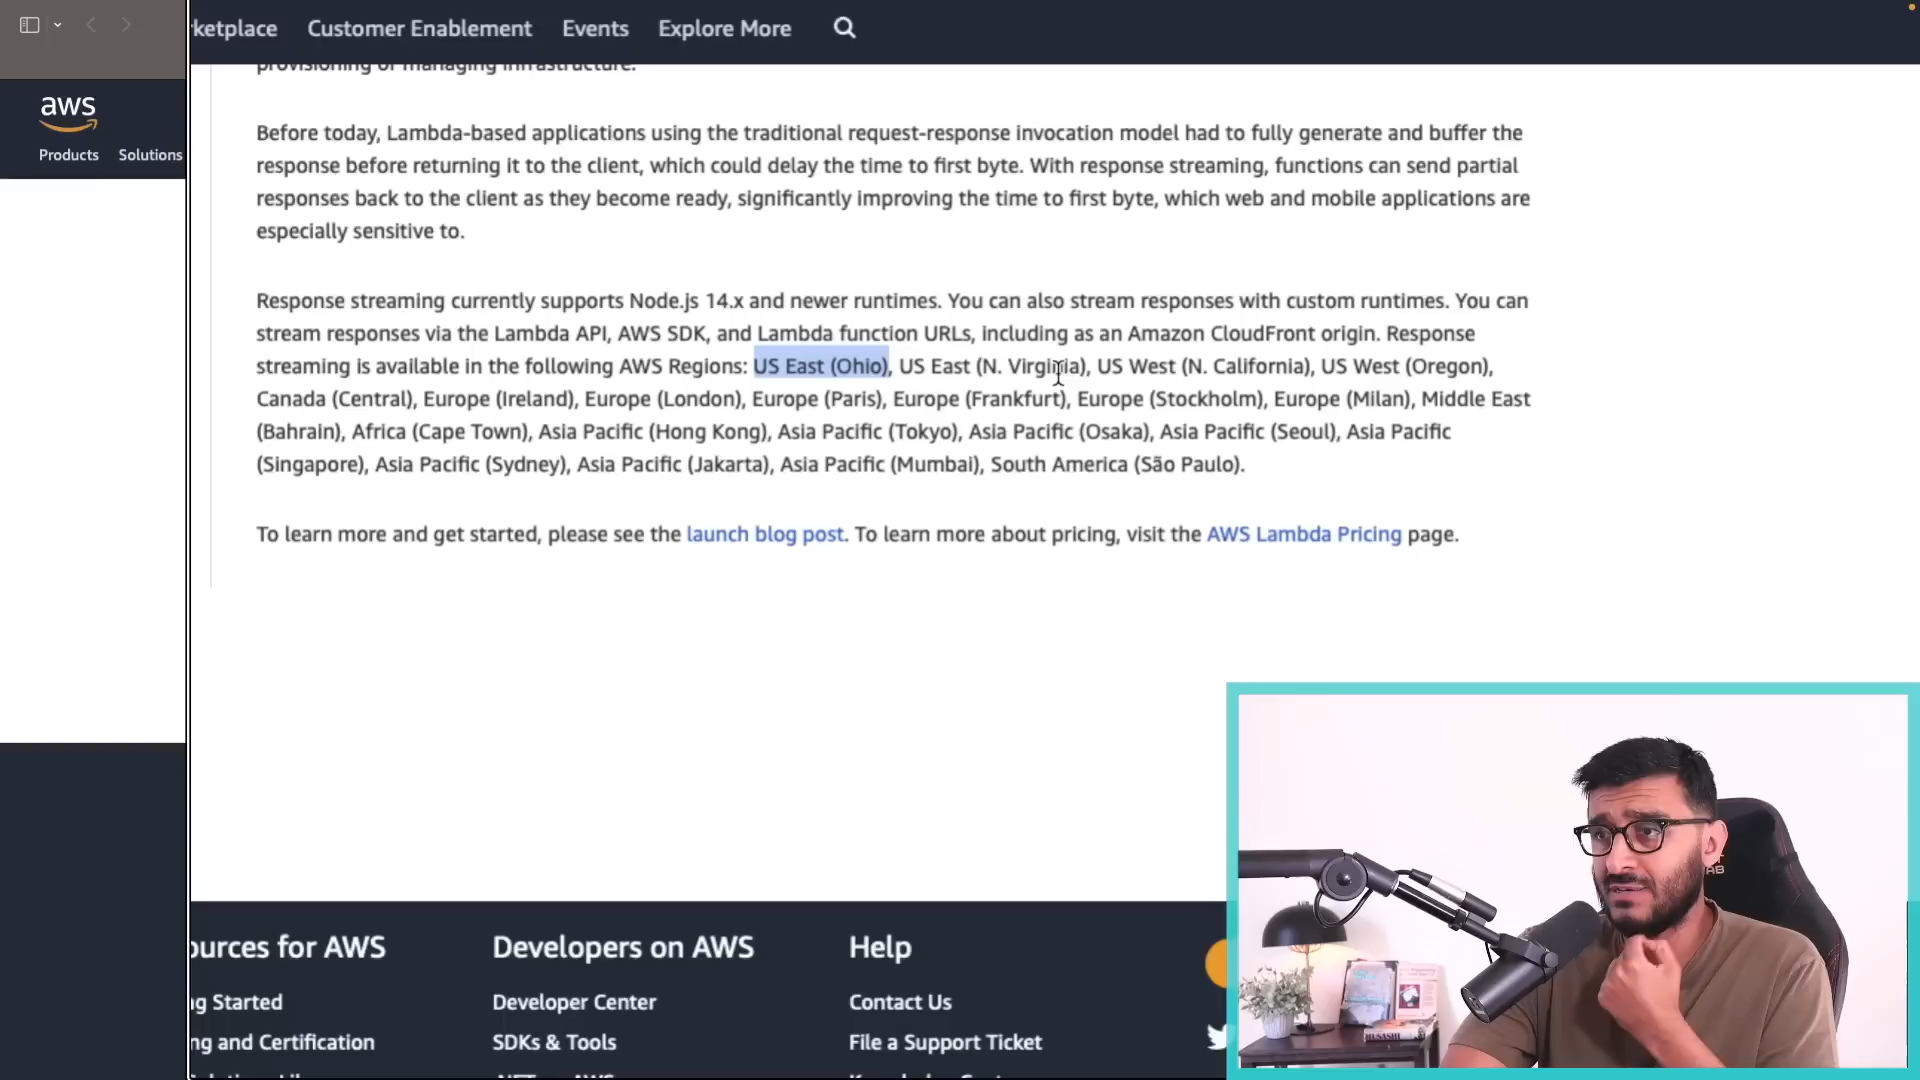 ketplace Customer Enablement Events Explore More
aws
Products Solutions
provisioning or managing infrastructure.
Before today, Lambda-based applications using the traditional request-response invocation model had to fully generate and buffer the
response before returning it to the client, which could delay the time to first byte. With response streaming, functions can send partial
responses back to the client as they become ready, significantly improving the time to first byte, which web and mobile applications are
especially sensitive to.
Response streaming currently supports Node.js 14.x and newer runtimes. You can also stream responses with custom runtimes. You can
stream responses via the Lambda API, AWS SDK, and Lambda function URLs, including as an Amazon CloudFront origin. Response
streaming is available in the following AWS Regions: US East (Ohio), US East (N. Virginia), US West (N. California), US West (Oregon),
Canada (Central), Europe (Ireland), Europe (London), Europe (Paris), Europe (Frankfurt), Europe (Stockholm), Europe (Milan), Middle East
(Bahrain), Africa (Cape Town), Asia Pacific (Hong Kong), Asia Pacific (Tokyo), Asia Pacific (Osaka), Asia Pacific (Seoul), Asia Pacific
(Singapore), Asia Pacific (Sydney), Asia Pacific (Jakarta), Asia Pacific (Mumbai), South America (São Paulo).
To learn more and get started, please see the launch blog post. To learn more about pricing, visit the AWS Lambda Pricing page.
ources for AWS Developers on AWS Help
ng Started Developer Center Contact Us
ng and Certification SDKs & Tools File a Support Ticket